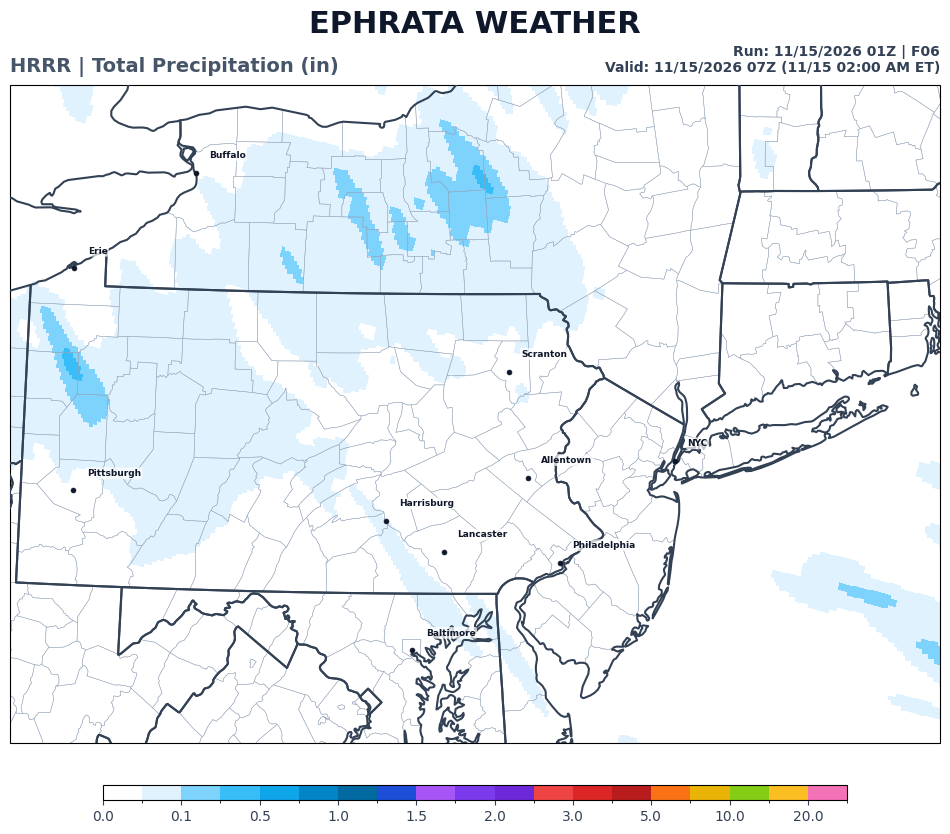 EPHRATA WEATHER
Run: 11/15/2026 01Z | F06
HRRR | Total Precipitation (in)
Valid: 11/15/2026 07Z (11/15 02:00 AM ET)
Buffalo
Erie
Scranton
NYC
Allentown
Pittsburgh
Harrisburg
Lancaster
Philadelphia
Baltimore
0.0 0.1 0.5 1.0 1.5 2.0 3.0 5.0 10.0 20.0